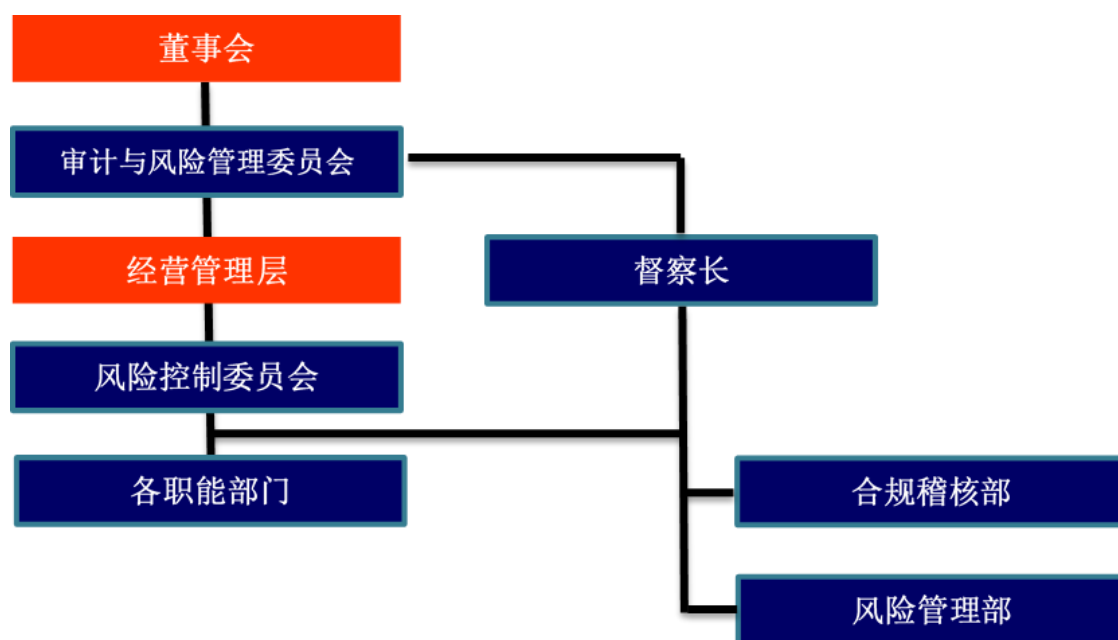 董事会
审计与风险管理委员会
经营管理层
督察长
风险控制委员会
各职能部门
合规稽核部
风险管理部